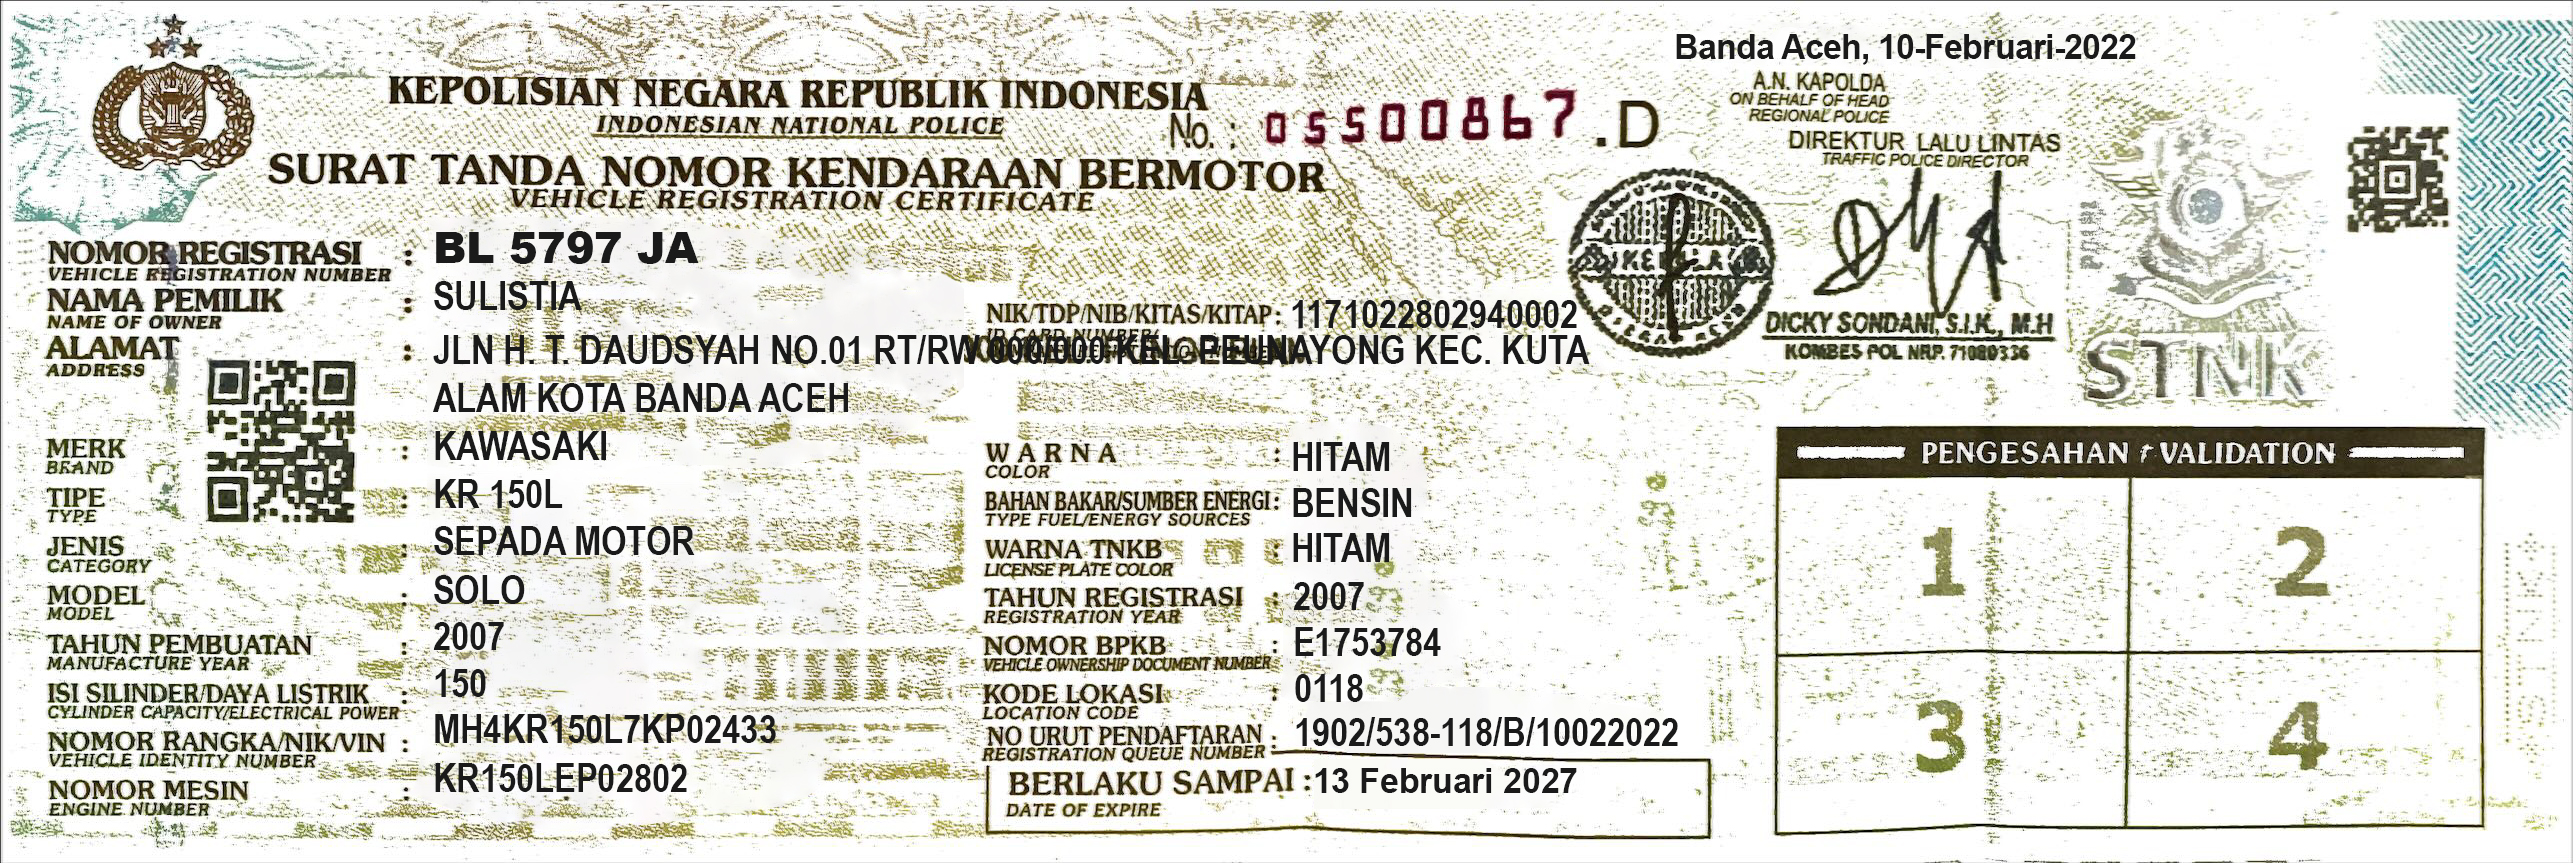 Banda Aceh, 10-Februari-2022
A.N. KAPOLDA
ON BEHALF OF HEAD
REGIONAL POLICE
DIREKTUR LALU LINTAS
TRAFFIC POLICE DIRECTOR
KEPOLISIAN NEGARA REPUBLIK INDONESIA
INDONESIAN NATIONAL POLICE
No. : 05500867 .D
SURAT TANDA NOMOR KENDARAAN BERMOTOR
VEHICLE REGISTRATION CERTIFICATE
NOMOR REGISTRASI : BL 5797 JA
VEHICLE REGISTRATION NUMBER
NAMA PEMILIK : SULISTIA
NAME OF OWNER
NIK/TDP/NIB/KITAS/KITAP : 1171022802940002
ID CARD NUMBER/
ALAMAT : JLN H. T. DAUDSYAH NO.01 RT/RW 000/000 KEL. PEUNAYONG KEC. KUTA
ADDRESS
ALAM KOTA BANDA ACEH
DICKY SONDANI, S.I.K., M.H
KOMBES POL NRP. 71080336
STNK
MERK : KAWASAKI
BRAND
TIPE : KR 150L
TYPE
JENIS : SEPADA MOTOR
CATEGORY
MODEL : SOLO
MODEL
TAHUN PEMBUATAN : 2007
MANUFACTURE YEAR
ISI SILINDER/DAYA LISTRIK : 150
CYLINDER CAPACITY/ELECTRICAL POWER
NOMOR RANGKA/NIK/VIN : MH4KR150L7KP02433
VEHICLE IDENTITY NUMBER
NOMOR MESIN : KR150LEP02802
ENGINE NUMBER
WARNA : HITAM
COLOR
BAHAN BAKAR/SUMBER ENERGI : BENSIN
TYPE FUEL/ENERGY SOURCES
WARNA TNKB : HITAM
LICENSE PLATE COLOR
TAHUN REGISTRASI : 2007
REGISTRATION YEAR
NOMOR BPKB : E1753784
VEHICLE OWNERSHIP DOCUMENT NUMBER
KODE LOKASI : 0118
LOCATION CODE
NO URUT PENDAFTARAN : 1902/538-118/B/10022022
REGISTRATION QUEUE NUMBER
BERLAKU SAMPAI : 13 Februari 2027
DATE OF EXPIRE
PENGESAHAN / VALIDATION
1 2
3 4